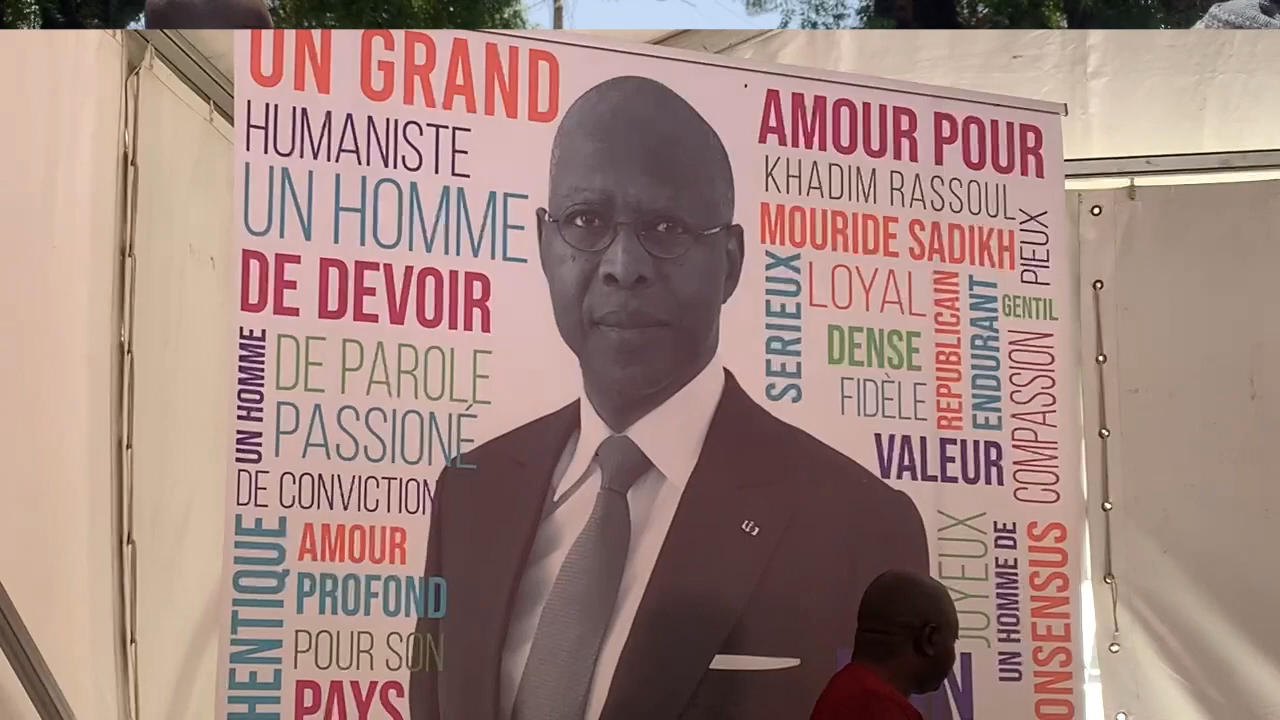 UN GRAND
HUMANISTE
UN HOMME
DE DEVOIR
UN HOMME
DE PAROLE
PASSIONÉ
DE CONVICTION
HENTIQUE
AMOUR
PROFOND
POUR SON
PAYS
AMOUR POUR
KHADIM RASSOUL
MOURIDE SADIKH
PIEUX
SERIEUX
LOYAL
DENSE
FIDÈLE
REPUBLICAIN
ENDURANT
GENTIL
COMPASSION
VALEUR
JOYEUX
UN HOMME DE
ONSENSUS